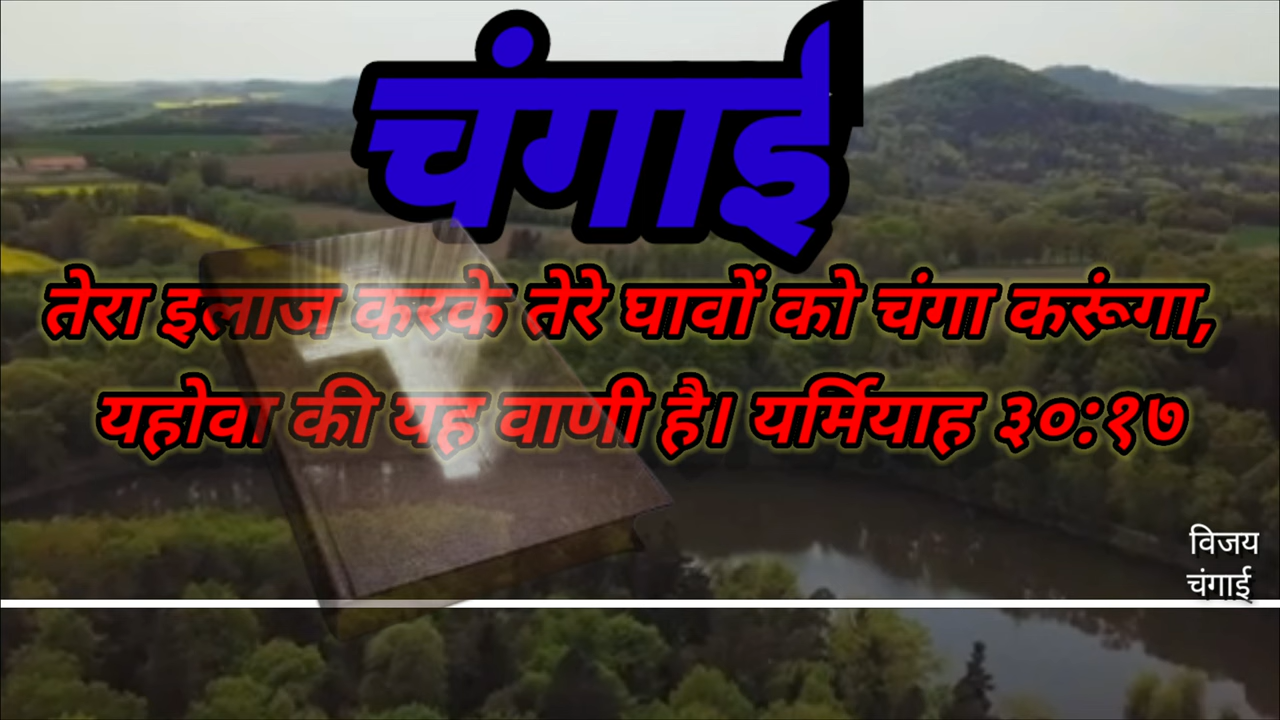 चंगाई
तेरा इलाज करके तेरे घावों को चंगा करूंगा,
यहोवा की यह वाणी है। यर्मियाह ३०:१७
विजय
चंगाई